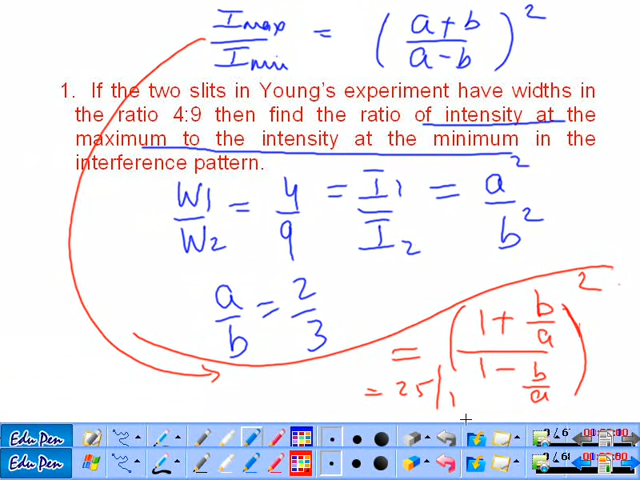 Imax / Imin = ( a + b / a - b )²
1. If the two slits in Young's experiment have widths in
the ratio 4:9 then find the ratio of intensity at the
maximum to the intensity at the minimum in the
interference pattern.
W1 / W2 = 4 / 9 = I1 / I2 = a² / b²
a / b = 2 / 3
= ( 1 + b/a / 1 - b/a )²
= 25/1
Edu Pen
Edu Pen